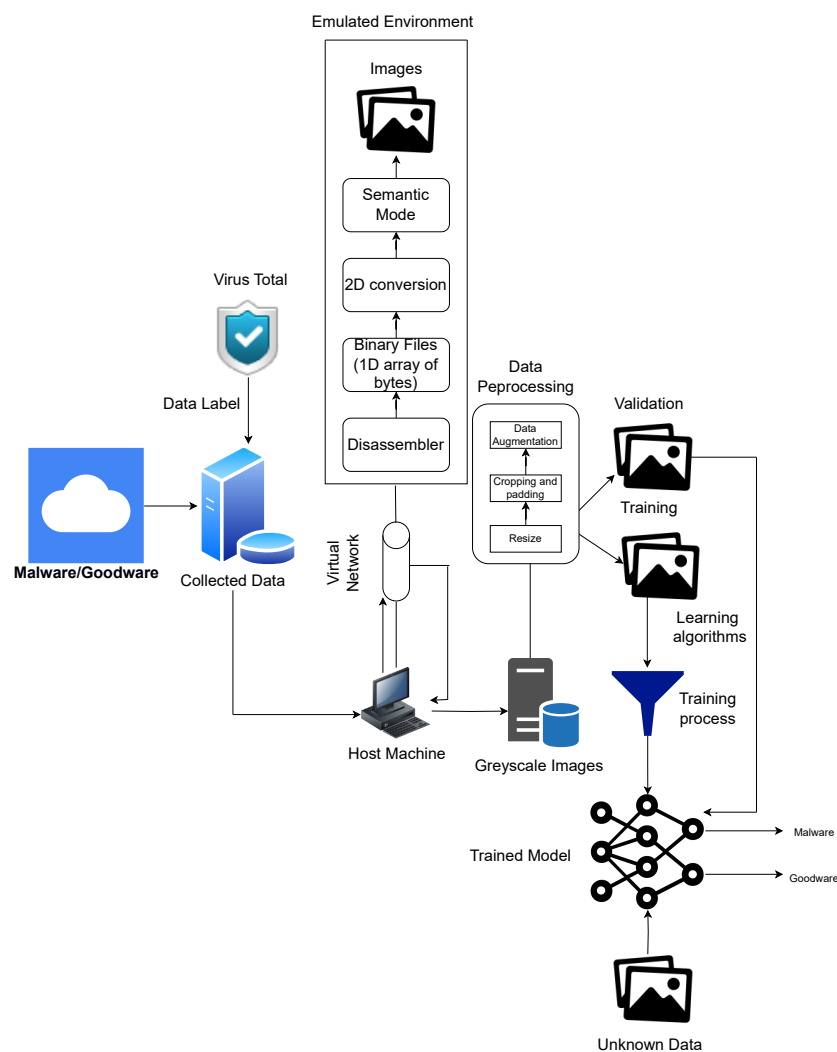 Emulated Environment
Images
Semantic
Mode
2D conversion
Binary Files
(1D array of
bytes)
Disassembler
Virus Total
Data Label
Malware/Goodware
Collected Data
Virtual
Network
Host Machine
Data
Peprocessing
Data
Augmentation
Cropping and
padding
Resize
Greyscale Images
Validation
Training
Learning
algorithms
Training
process
Trained Model
Malware
Goodware
Unknown Data